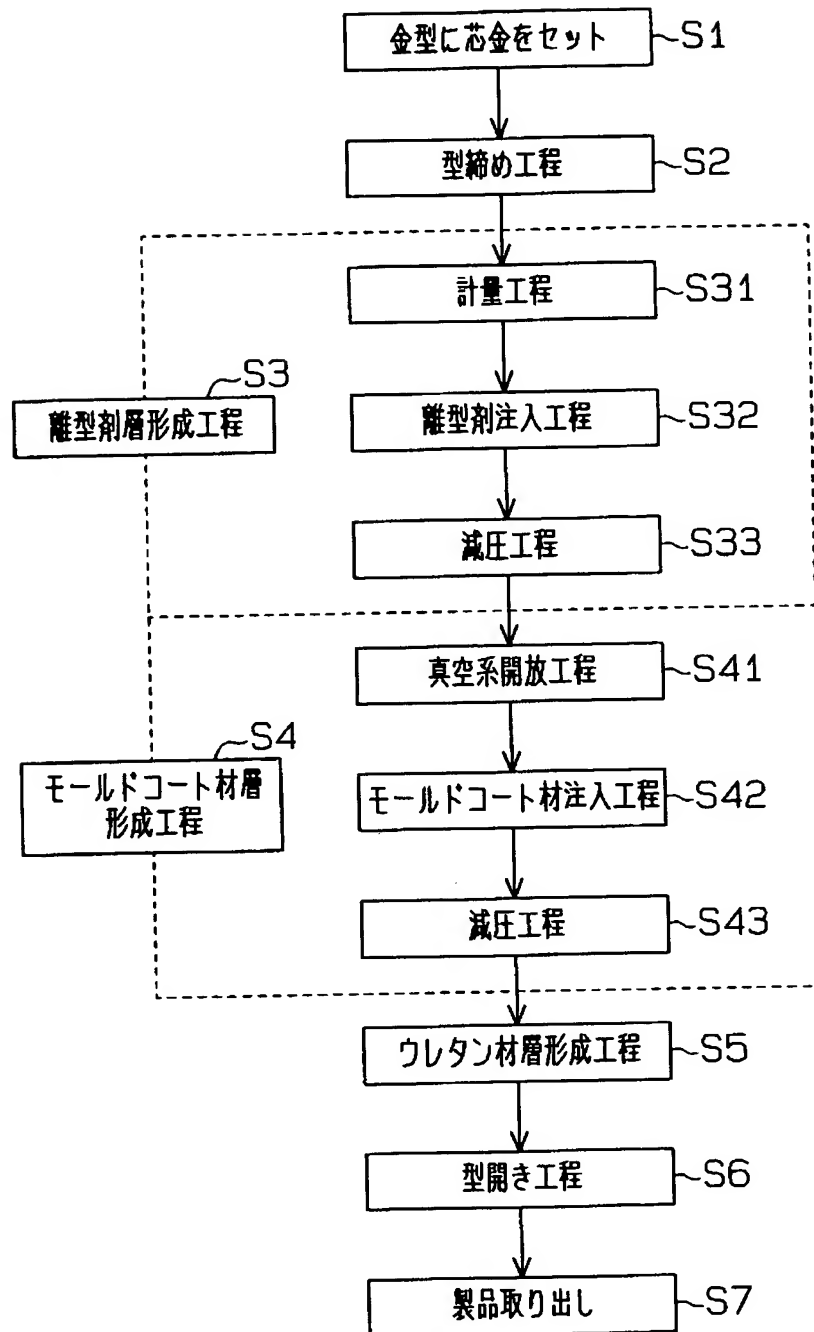 金型に芯金をセット
S1
型締め工程
S2
計量工程
S31
S3
離型剤層形成工程
離型剤注入工程
S32
減圧工程
S33
真空系開放工程
S41
S4
モールドコート材層
形成工程
モールドコート材注入工程
S42
減圧工程
S43
ウレタン材層形成工程
S5
型開き工程
S6
製品取り出し
S7